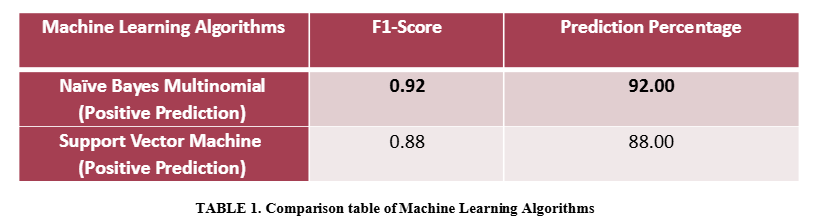 Machine Learning Algorithms F1-Score Prediction Percentage
Naïve Bayes Multinomial 0.92 92.00
(Positive Prediction)
Support Vector Machine 0.88 88.00
(Positive Prediction)
TABLE 1. Comparison table of Machine Learning Algorithms